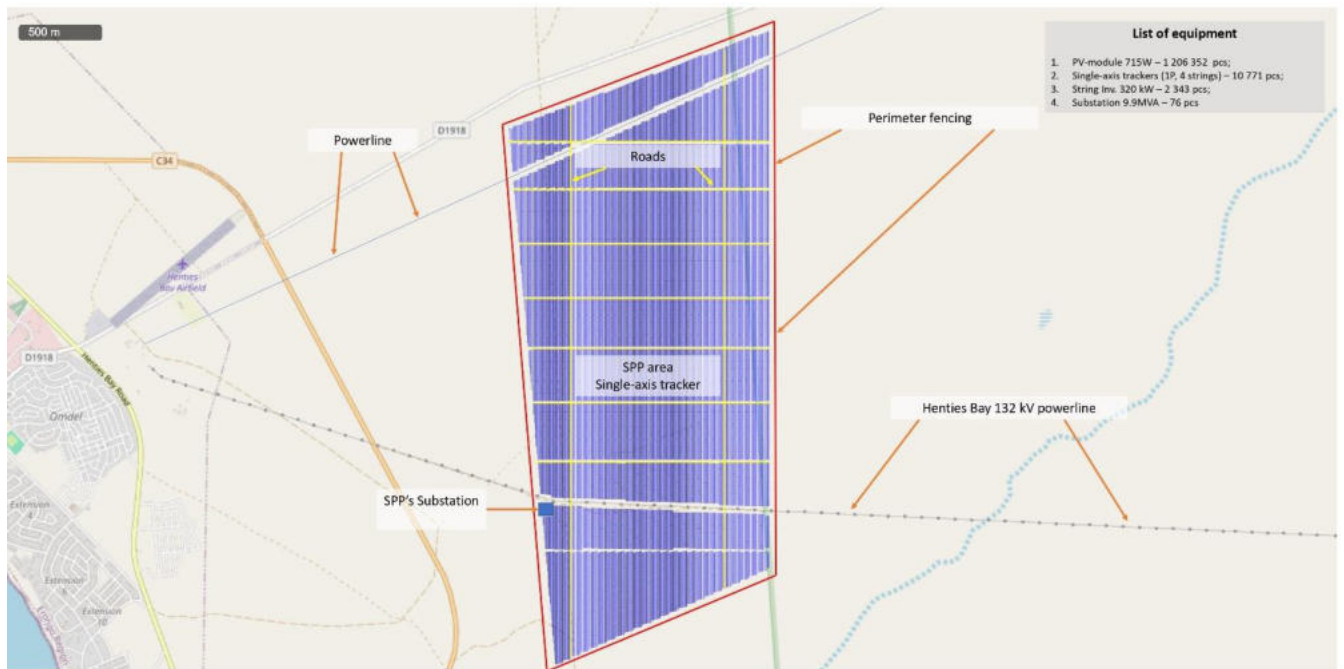 500 m
List of equipment
1. PV-module 715W – 1 206 352 pcs;
2. Single-axis trackers (1P, 4 strings) – 10 771 pcs;
3. String Inv. 320 kW – 2 343 pcs;
4. Substation 9.9MVA – 76 pcs
D1918
Powerline
Perimeter fencing
C34
Roads
Henties
Bay Airfield
D1918
Henties Bay Road
SPP area
Single-axis tracker
Omdel
Henties Bay 132 kV powerline
SPP's Substation
Extension
4
Extension
6
Extension
10
Erongo Region